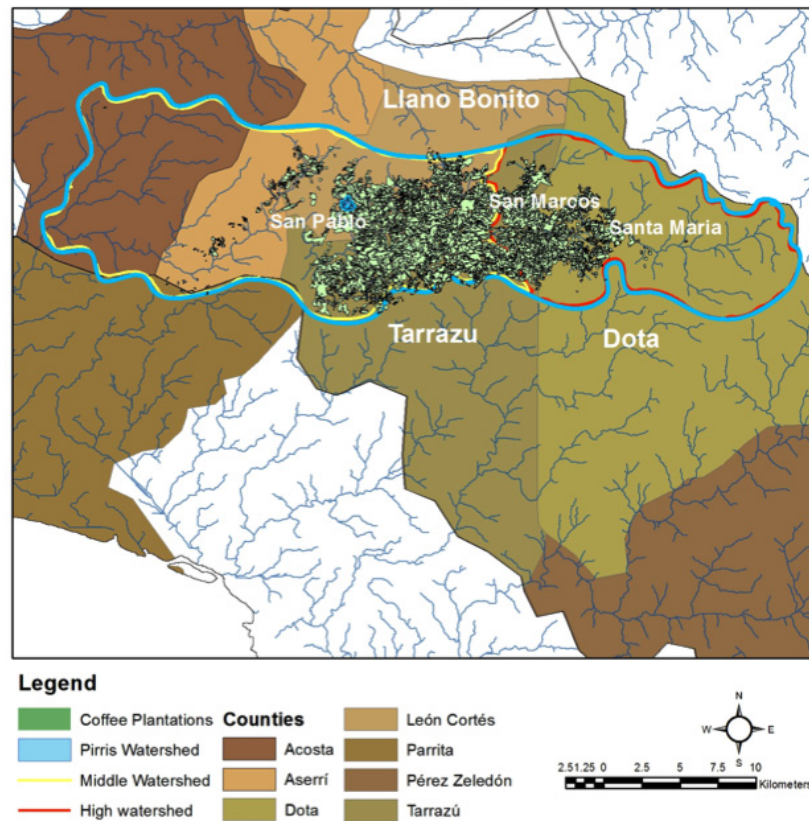 Llano Bonito
San Marcos
San Pablo
Santa Maria
Tarrazu
Dota
Legend
Coffee Plantations
Pirris Watershed
Middle Watershed
High watershed
Counties
Acosta
Aserrí
Dota
León Cortés
Parrita
Pérez Zeledón
Tarrazú
N
W E
S
2.51.25 0 2.5 5 7.5 10
Kilometers